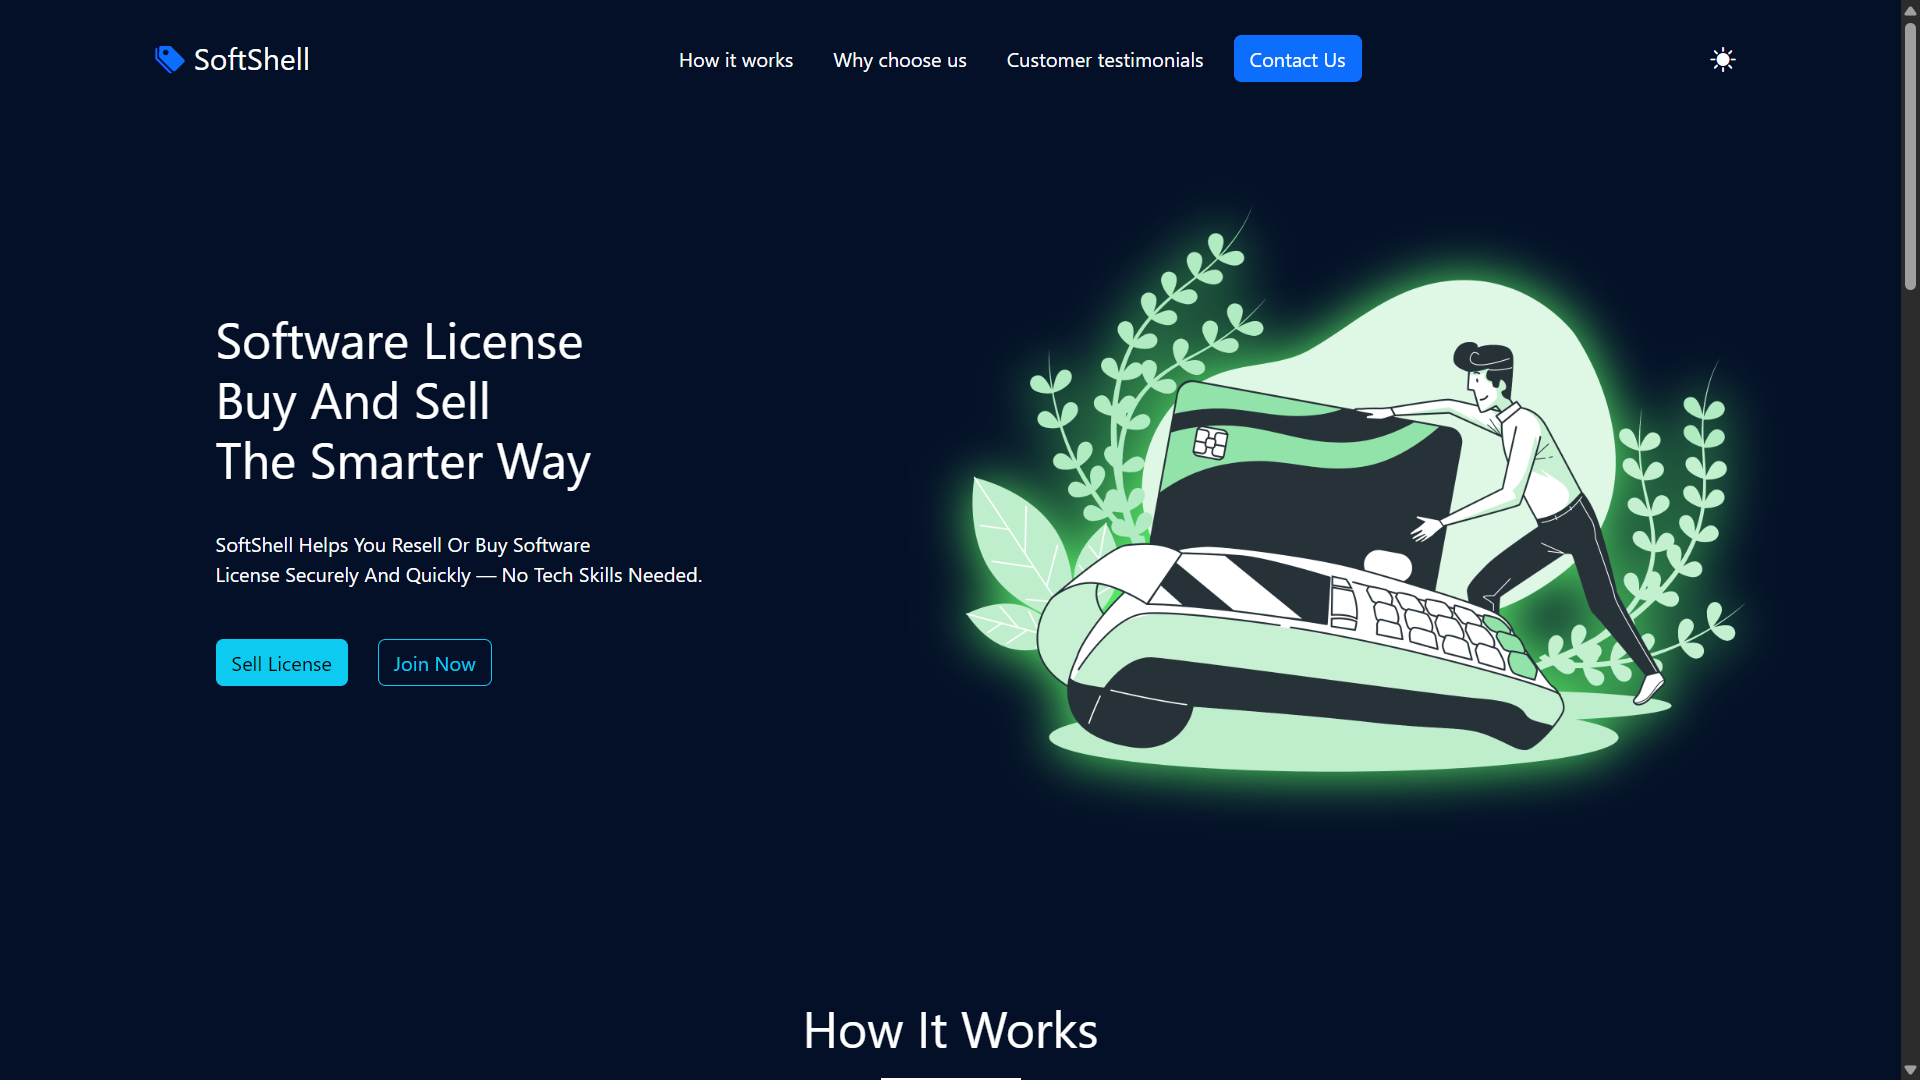 SoftShell
How it works
Why choose us
Customer testimonials
Contact Us
Software License
Buy And Sell
The Smarter Way
SoftShell Helps You Resell Or Buy Software
License Securely And Quickly — No Tech Skills Needed.
Sell License
Join Now
How It Works